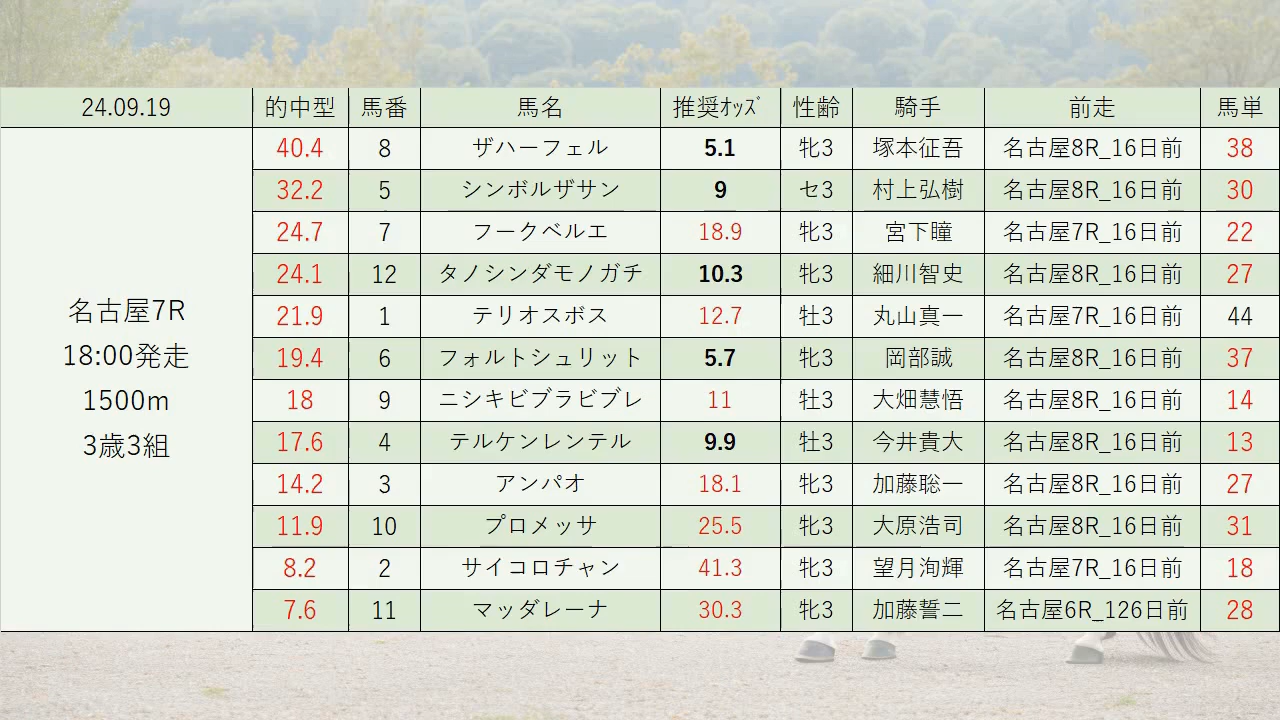 24.09.19 的中型 馬番 馬名 推奨ｵｯｽﾞ 性齢 騎手 前走 馬単
名古屋7R
18:00発走
1500m
3歳3組
40.4 8 ザハーフェル 5.1 牝3 塚本征吾 名古屋8R_16日前 38
32.2 5 シンボルザサン 9 セ3 村上弘樹 名古屋8R_16日前 30
24.7 7 フークベルエ 18.9 牝3 宮下瞳 名古屋7R_16日前 22
24.1 12 タノシンダモノガチ 10.3 牝3 細川智史 名古屋8R_16日前 27
21.9 1 テリオスボス 12.7 牡3 丸山真一 名古屋7R_16日前 44
19.4 6 フォルトシュリット 5.7 牝3 岡部誠 名古屋8R_16日前 37
18 9 ニシキビブラビブレ 11 牡3 大畑慧悟 名古屋8R_16日前 14
17.6 4 テルケンレンテル 9.9 牡3 今井貴大 名古屋8R_16日前 13
14.2 3 アンパオ 18.1 牝3 加藤聡一 名古屋8R_16日前 27
11.9 10 プロメッサ 25.5 牝3 大原浩司 名古屋8R_16日前 31
8.2 2 サイコロチャン 41.3 牝3 望月洵輝 名古屋7R_16日前 18
7.6 11 マッダレーナ 30.3 牝3 加藤誓二 名古屋6R_126日前 28